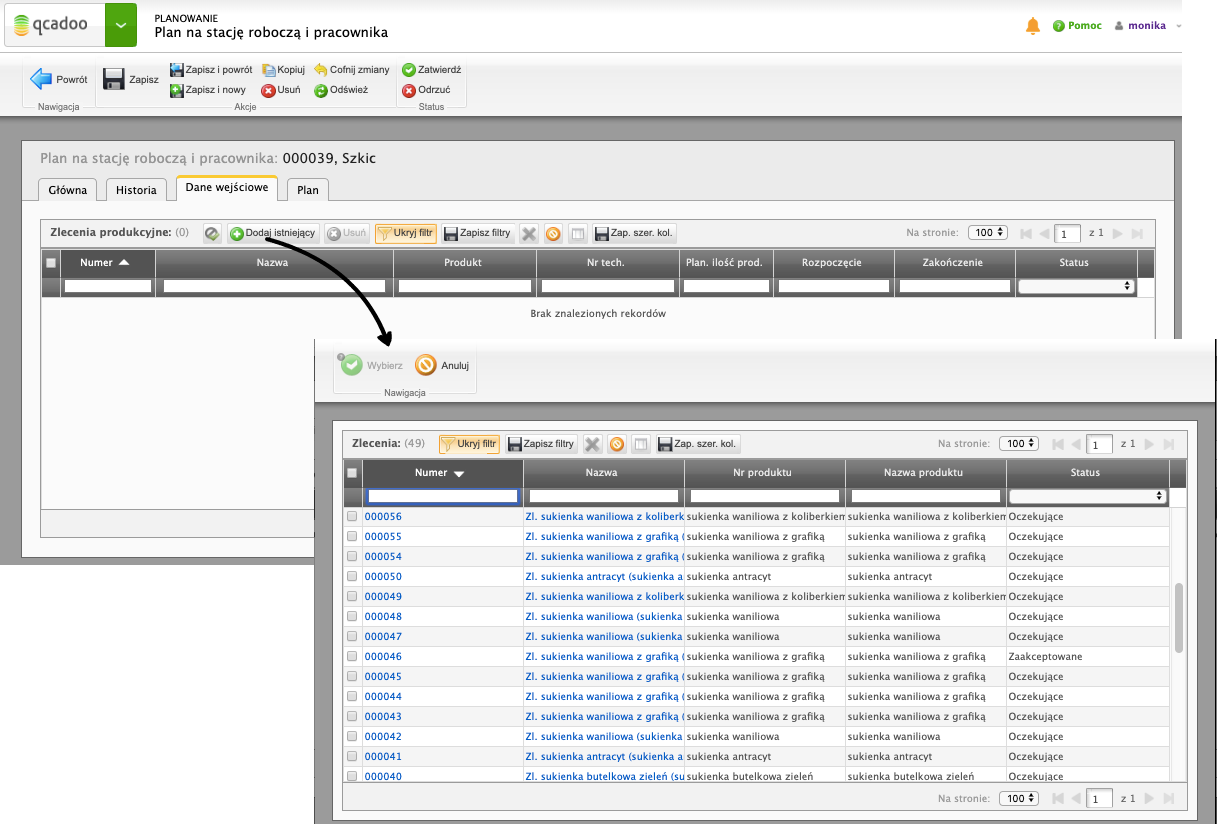 qcadoo
PLANOWANIE
Plan na stację roboczą i pracownika
Pomoc monika
Powrót Zapisz Zapisz i powrót Kopiuj Cofnij zmiany Zatwierdź
Zapisz i nowy Usuń Odśwież Odrzuć
Nawigacja Akcje Status
Plan na stację roboczą i pracownika: 000039, Szkic
Główna Historia Dane wejściowe Plan
Zlecenia produkcyjne: (0) Dodaj istniejący Usuń Ukryj filtr Zapisz filtry Zap. szer. kol. Na stronie: 100 1 z 1
Numer Nazwa Produkt Nr tech. Plan. ilość prod. Rozpoczęcie Zakończenie Status
Brak znalezionych rekordów
Wybierz Anuluj
Nawigacja
Zlecenia: (49) Ukryj filtr Zapisz filtry Zap. szer. kol. Na stronie: 100 1 z 1
Numer Nazwa Nr produktu Nazwa produktu Status
000056 Zl. sukienka waniliowa z koliberk sukienka waniliowa z koliberkiem sukienka waniliowa z koliberkiem Oczekujące
000055 Zl. sukienka waniliowa z grafiką ( sukienka waniliowa z grafiką sukienka waniliowa z grafiką Oczekujące
000054 Zl. sukienka waniliowa z grafiką ( sukienka waniliowa z grafiką sukienka waniliowa z grafiką Oczekujące
000050 Zl. sukienka antracyt (sukienka a sukienka antracyt sukienka antracyt Oczekujące
000049 Zl. sukienka waniliowa z koliberk sukienka waniliowa z koliberkiem sukienka waniliowa z koliberkiem Oczekujące
000048 Zl. sukienka waniliowa (sukienka sukienka waniliowa sukienka waniliowa Oczekujące
000047 Zl. sukienka waniliowa (sukienka sukienka waniliowa sukienka waniliowa Oczekujące
000046 Zl. sukienka waniliowa z grafiką ( sukienka waniliowa z grafiką sukienka waniliowa z grafiką Zaakceptowane
000045 Zl. sukienka waniliowa z grafiką ( sukienka waniliowa z grafiką sukienka waniliowa z grafiką Oczekujące
000044 Zl. sukienka waniliowa z grafiką ( sukienka waniliowa z grafiką sukienka waniliowa z grafiką Oczekujące
000043 Zl. sukienka waniliowa z grafiką ( sukienka waniliowa z grafiką sukienka waniliowa z grafiką Oczekujące
000042 Zl. sukienka waniliowa (sukienka sukienka waniliowa sukienka waniliowa Oczekujące
000041 Zl. sukienka antracyt (sukienka a sukienka antracyt sukienka antracyt Oczekujące
000040 Zl. sukienka butelkowa zieleń (su sukienka butelkowa zieleń sukienka butelkowa zieleń Oczekujące
Na stronie: 100 1 z 1